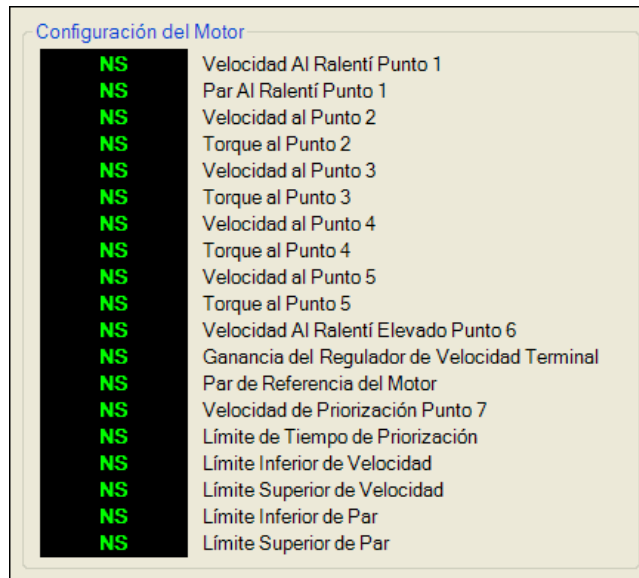 Configuración del Motor
NS Velocidad Al Ralentí Punto 1
NS Par Al Ralentí Punto 1
NS Velocidad al Punto 2
NS Torque al Punto 2
NS Velocidad al Punto 3
NS Torque al Punto 3
NS Velocidad al Punto 4
NS Torque al Punto 4
NS Velocidad al Punto 5
NS Torque al Punto 5
NS Velocidad Al Ralentí Elevado Punto 6
NS Ganancia del Regulador de Velocidad Terminal
NS Par de Referencia del Motor
NS Velocidad de Priorización Punto 7
NS Límite de Tiempo de Priorización
NS Límite Inferior de Velocidad
NS Límite Superior de Velocidad
NS Límite Inferior de Par
NS Límite Superior de Par